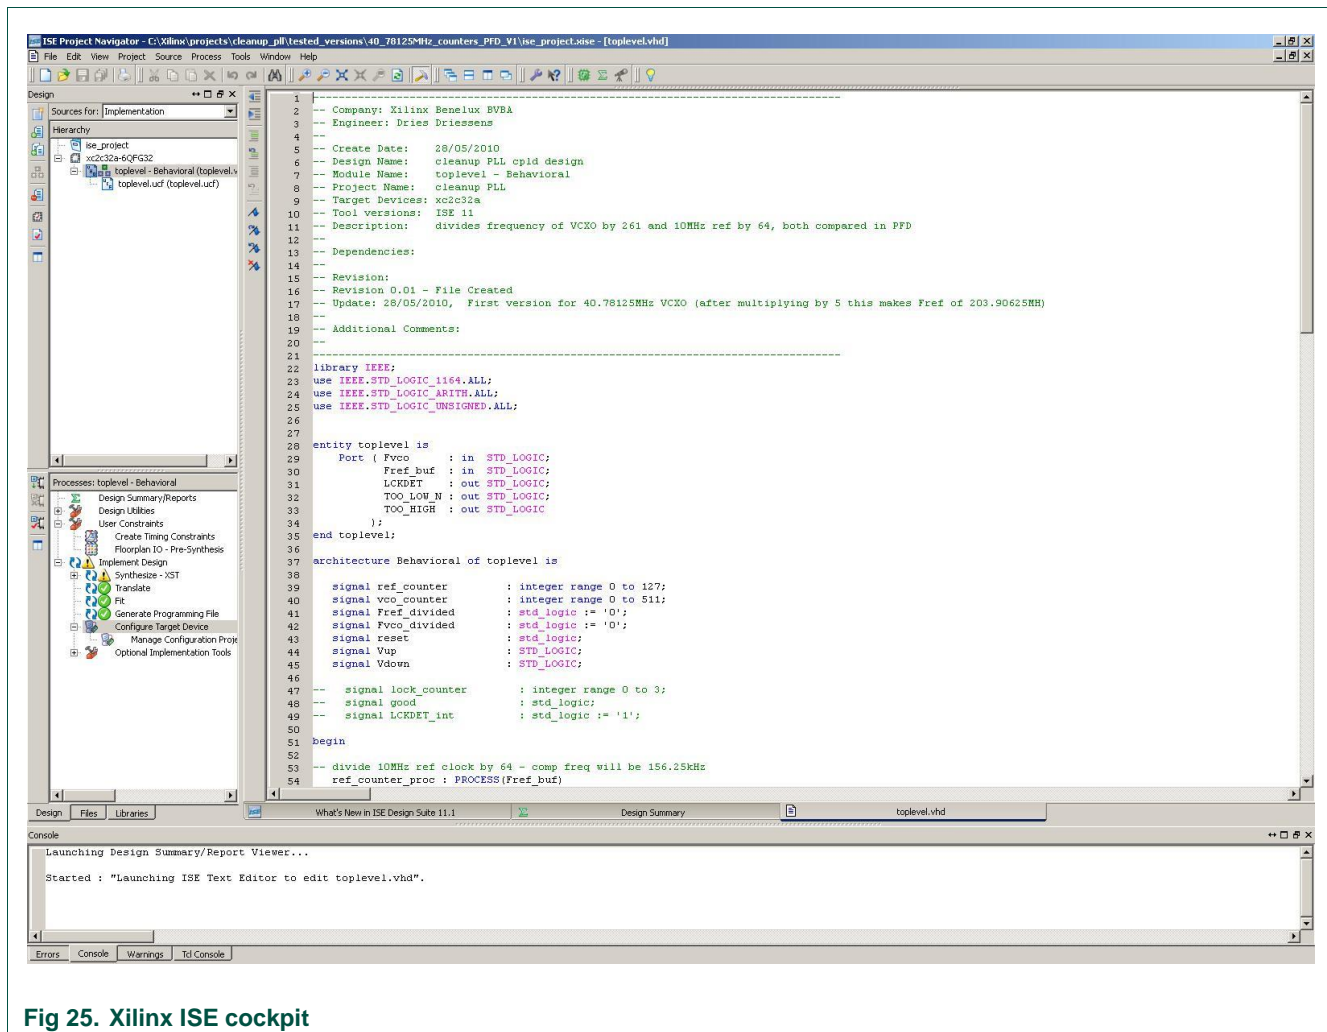 ISE Project Navigator - C:\Xilinx\projects\cleanup_pll\tested_versions\40_78125MHz_counters_PFD_V1\ise_project.xise - [toplevel.vhd]
File Edit View Project Source Process Tools Window Help
Design
Sources for: Implementation
Hierarchy
ise_project
xc2c32a-6QFG32
toplevel - Behavioral (toplevel.v
toplevel.ucf (toplevel.ucf)
Processes: toplevel - Behavioral
Design Summary/Reports
Design Utilities
User Constraints
Create Timing Constraints
Floorplan IO - Pre-Synthesis
Implement Design
Synthesize - XST
Translate
Fit
Generate Programming File
Configure Target Device
Manage Configuration Proje
Optional Implementation Tools
Design Files Libraries
1 --------------------------------------------------------------------------------
2 -- Company: Xilinx Benelux BVBA
3 -- Engineer: Dries Driessens
4 --
5 -- Create Date:    28/05/2010
6 -- Design Name:    cleanup PLL cpld design
7 -- Module Name:    toplevel - Behavioral
8 -- Project Name:   cleanup PLL
9 -- Target Devices: xc2c32a
10 -- Tool versions:  ISE 11
11 -- Description:    divides frequency of VCXO by 261 and 10MHz ref by 64, both compared in PFD
12 --
13 -- Dependencies:
14 --
15 -- Revision:
16 -- Revision 0.01 - File Created
17 -- Update: 28/05/2010,  First version for 40.78125MHz VCXO (after multiplying by 5 this makes Fref of 203.90625MH)
18 --
19 -- Additional Comments:
20 --
21 --------------------------------------------------------------------------------
22 library IEEE;
23 use IEEE.STD_LOGIC_1164.ALL;
24 use IEEE.STD_LOGIC_ARITH.ALL;
25 use IEEE.STD_LOGIC_UNSIGNED.ALL;
26
27
28 entity toplevel is
29     Port ( Fvco      : in  STD_LOGIC;
30            Fref_buf  : in  STD_LOGIC;
31            LCKDET    : out STD_LOGIC;
32            TOO_LOW_N : out STD_LOGIC;
33            TOO_HIGH  : out STD_LOGIC
34          );
35 end toplevel;
36
37 architecture Behavioral of toplevel is
38
39    signal ref_counter         : integer range 0 to 127;
40    signal vco_counter         : integer range 0 to 511;
41    signal Fref_divided        : std_logic := '0';
42    signal Fvco_divided        : std_logic := '0';
43    signal reset               : std_logic;
44    signal Vup                 : STD_LOGIC;
45    signal Vdown               : STD_LOGIC;
46
47 --   signal lock_counter        : integer range 0 to 3;
48 --   signal good                : std_logic;
49 --   signal LCKDET_int          : std_logic := '1';
50
51 begin
52
53 -- divide 10MHz ref clock by 64 - comp freq will be 156.25kHz
54    ref_counter_proc : PROCESS(Fref_buf)
What's New in ISE Design Suite 11.1 Design Summary toplevel.vhd
Console
Launching Design Summary/Report Viewer...
Started : "Launching ISE Text Editor to edit toplevel.vhd".
Errors Console Warnings Tcl Console
Fig 25. Xilinx ISE cockpit